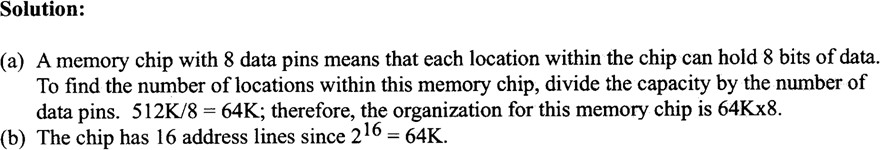 Solution:
(a) A memory chip with 8 data pins means that each location within the chip can hold 8 bits of data.
To find the number of locations within this memory chip, divide the capacity by the number of
data pins. 512K/8 = 64K; therefore, the organization for this memory chip is 64Kx8.
(b) The chip has 16 address lines since 2^16 = 64K.